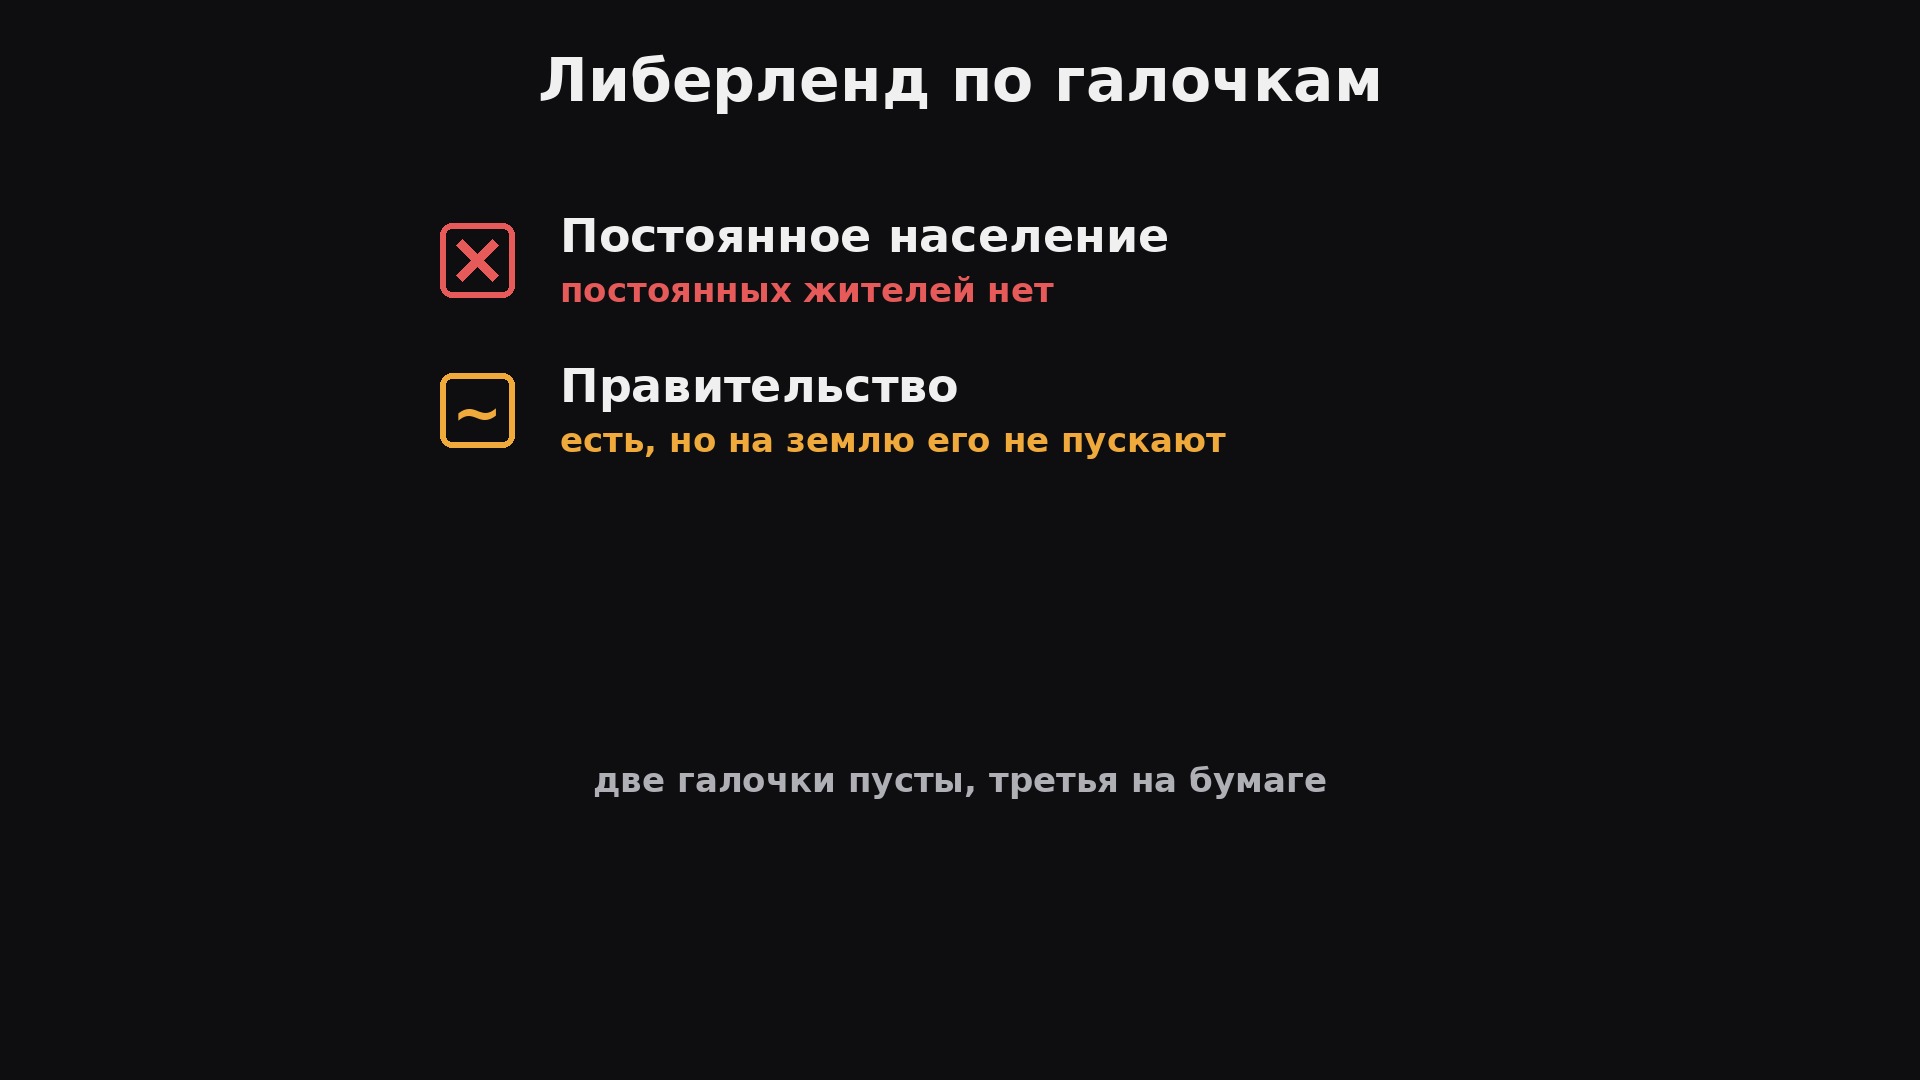 Либерленд по галочкам
Постоянное население
постоянных жителей нет
~
Правительство
есть, но на землю его не пускают
две галочки пусты, третья на бумаге